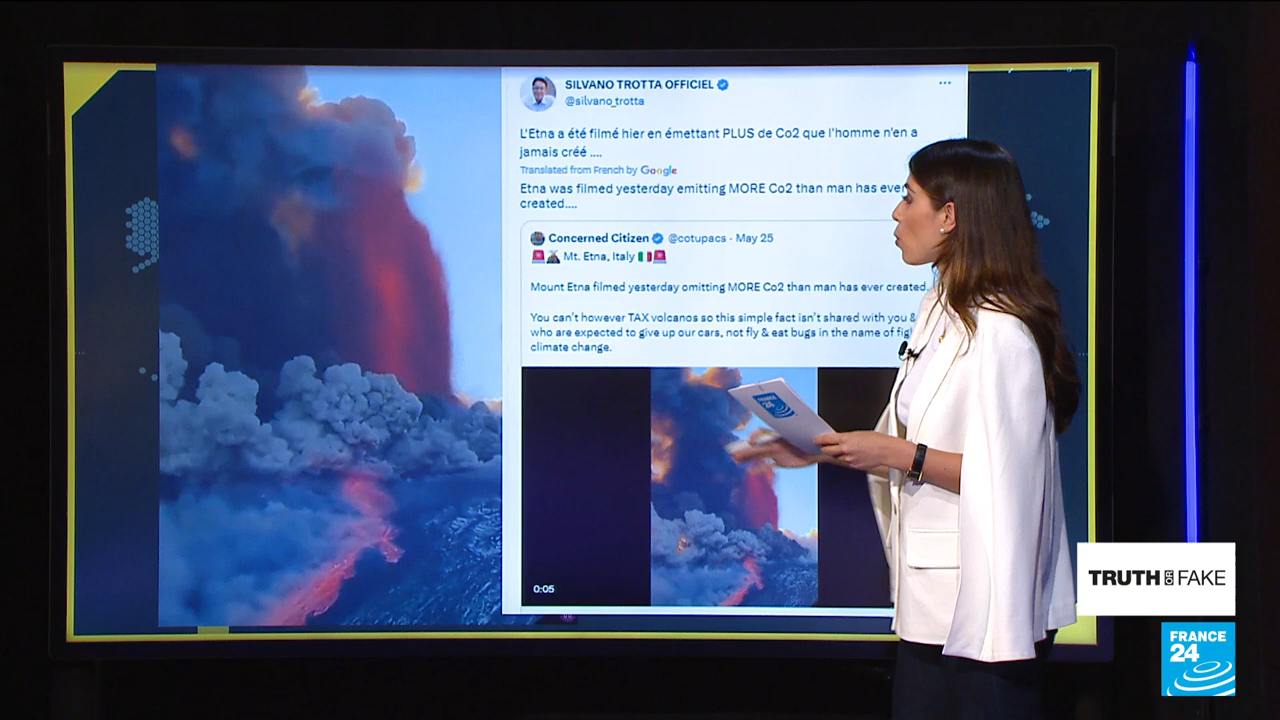 SILVANO TROTTA OFFICIEL
@silvano_trotta
L'Etna a été filmé hier en émettant PLUS de Co2 que l'homme n'en a
jamais créé ....
Translated from French by Google
Etna was filmed yesterday emitting MORE Co2 than man has ever
created....
Concerned Citizen @cotupacs - May 25
Mt. Etna, Italy
Mount Etna filmed yesterday omitting MORE Co2 than man has ever created.
You can't however TAX volcanos so this simple fact isn't shared with you &
who are expected to give up our cars, not fly & eat bugs in the name of
climate change.
0:05
FRANCE
24
TRUTH OR FAKE
FRANCE
24